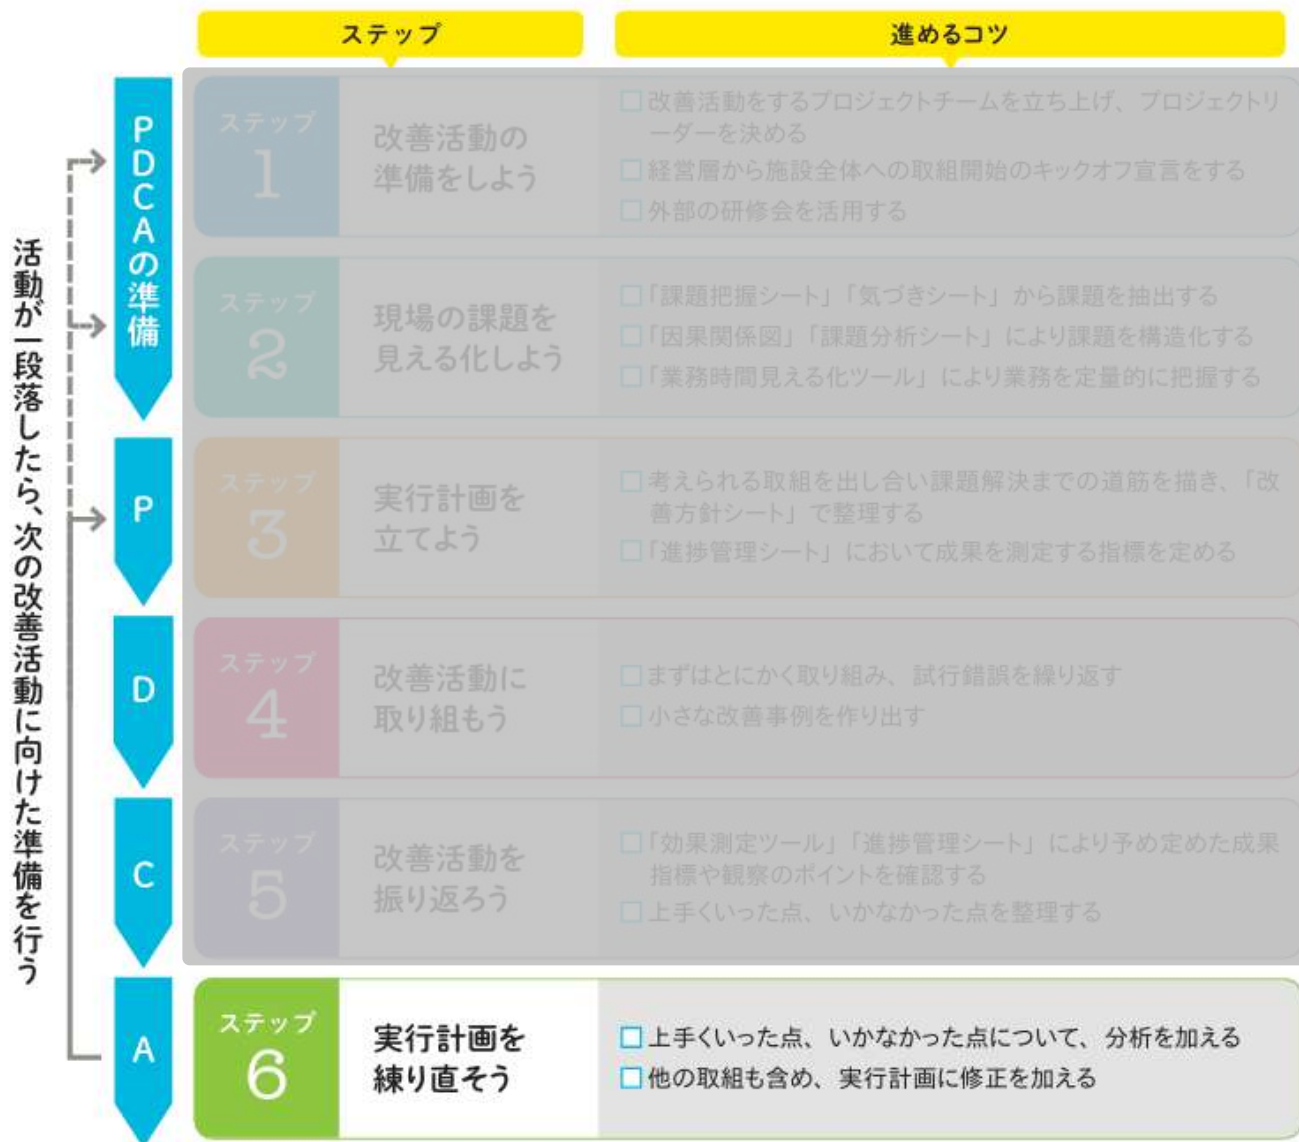 ステップ
進めるコツ
活動が一段落したら、次の改善活動に向けた準備を行う
PDCAの準備
ステップ
1
改善活動の
準備をしよう
□改善活動をするプロジェクトチームを立ち上げ、プロジェクトリ
ーダーを決める
□経営層から施設全体への取組開始のキックオフ宣言をする
□外部の研修会を活用する
ステップ
2
現場の課題を
見える化しよう
□「課題把握シート」「気づきシート」から課題を抽出する
□「因果関係図」「課題分析シート」により課題を構造化する
□「業務時間見える化ツール」により業務を定量的に把握する
P
ステップ
3
実行計画を
立てよう
□考えられる取組を出し合い課題解決までの道筋を描き、「改
善方針シート」で整理する
□「進捗管理シート」において成果を測定する指標を定める
D
ステップ
4
改善活動に
取り組もう
□まずはとにかく取り組み、試行錯誤を繰り返す
□小さな改善事例を作り出す
C
ステップ
5
改善活動を
振り返ろう
□「効果測定ツール」「進捗管理シート」により予め定めた成果
指標や観察のポイントを確認する
□上手くいった点、いかなかった点を整理する
A
ステップ
6
実行計画を
練り直そう
□上手くいった点、いかなかった点について、分析を加える
□他の取組も含め、実行計画に修正を加える